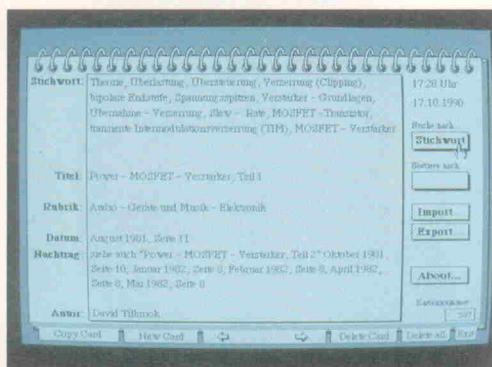 Stichwort: Theorie, Überlastung, Übersteuerung, Verzerrung (Clipping),
bipolare Endstufe, Spannungsspitzen, Verstärker - Grundlagen,
Übernahme - Verzerrung, Slew - Rate, MOSFET - Transistor,
transiente Intermodulationsverzerrung (TIM), MOSFET - Verstärker
Titel: Power - MOSFET - Verstärker, Teil 1
Rubrik: Audio - Geräte und Musik - Elektronik
Datum: August 1981, Seite 11
Nachtrag: siehe auch "Power - MOSFET - Verstärker, Teil 2" Oktober 1981,
Seite 10, Januar 1982, Seite 8, Februar 1982, Seite 8, April 1982,
Seite 8, Mai 1982, Seite 8
Autor: David Tillbrook
17:28 Uhr
17.10.1990
Suche nach
Stichwort
Sortiere nach
Import
Export
About...
Kartennummer
Copy Card
New Card
Delete Card
Delete all
Exit